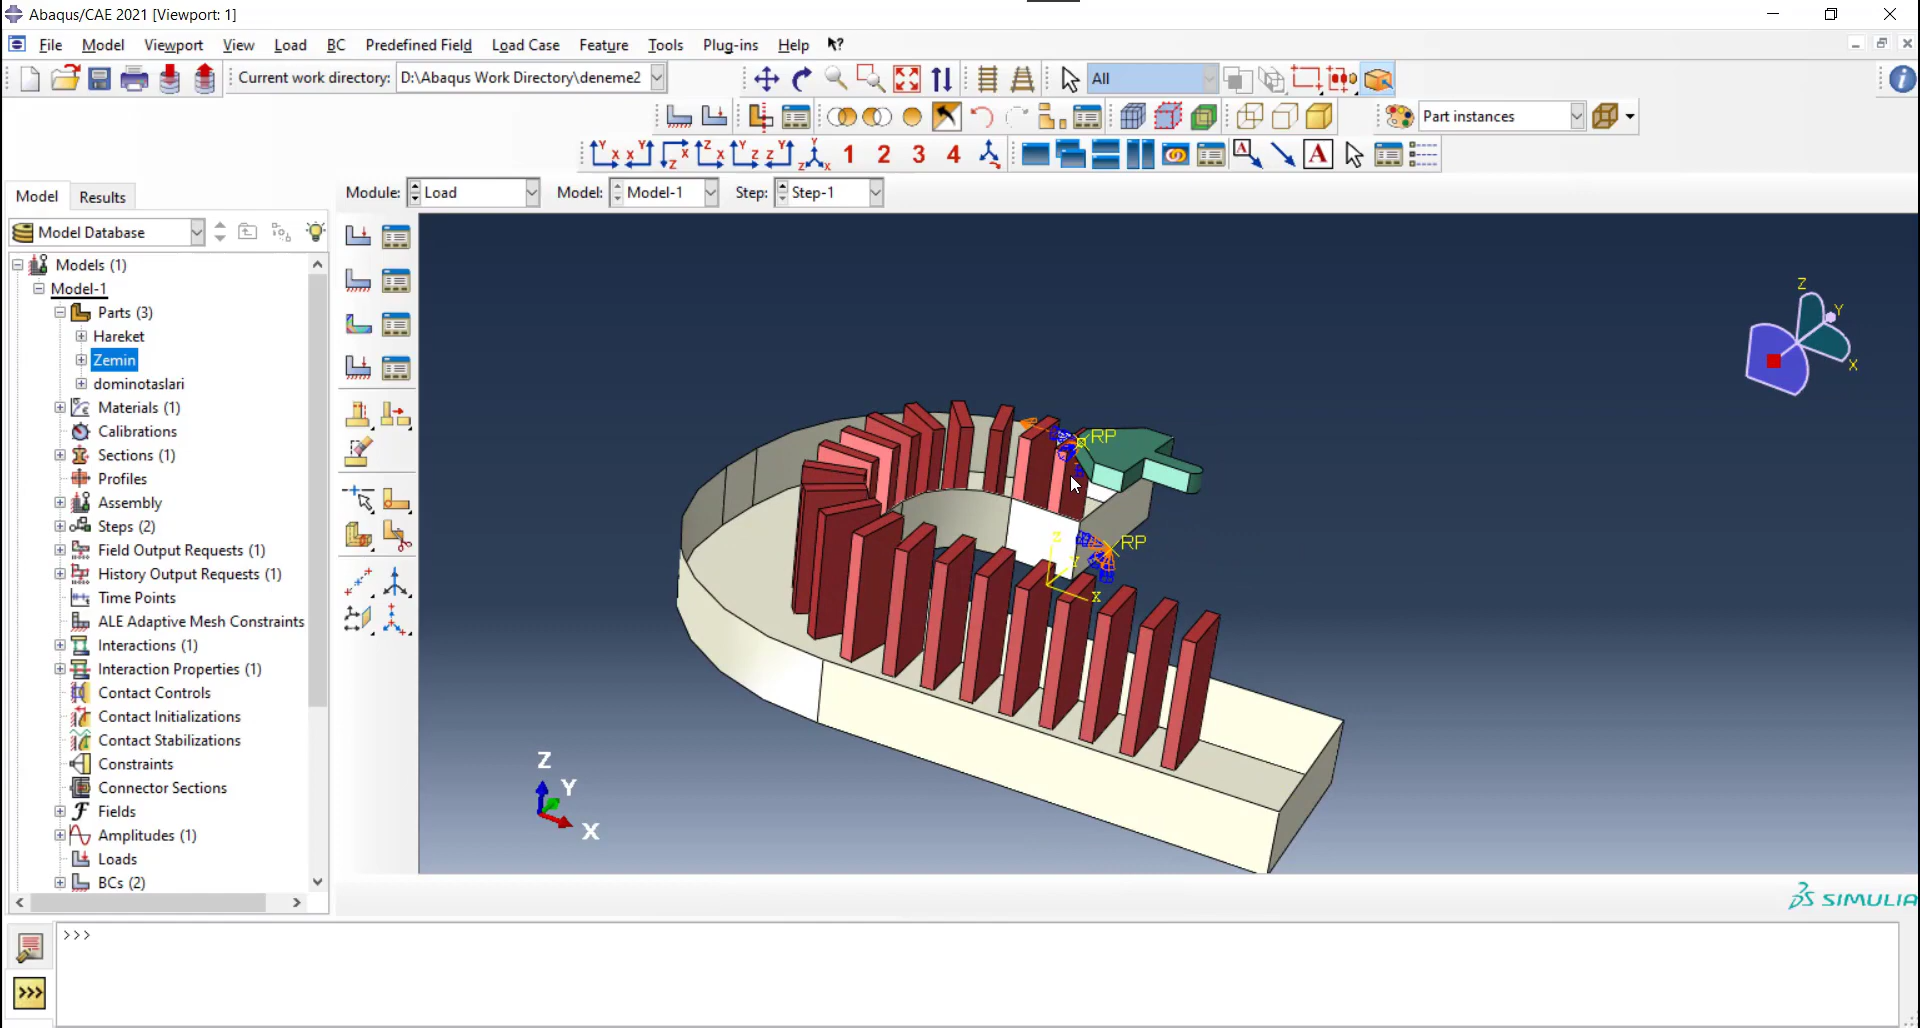 Abaqus/CAE 2021 [Viewport: 1]
File Model Viewport View Load BC Predefined Field Load Case Feature Tools Plug-ins Help
Current work directory: D:\Abaqus Work Directory\deneme2
All
Part instances
1 2 3 4
Model Results
Module: Load Model: Model-1 Step: Step-1
Model Database
Models (1)
Model-1
Parts (3)
Hareket
Zemin
dominotaslari
Materials (1)
Calibrations
Sections (1)
Profiles
Assembly
Steps (2)
Field Output Requests (1)
History Output Requests (1)
Time Points
ALE Adaptive Mesh Constraints
Interactions (1)
Interaction Properties (1)
Contact Controls
Contact Initializations
Contact Stabilizations
Constraints
Connector Sections
Fields
Amplitudes (1)
Loads
BCs (2)
Z
Y
X
RP
RP
Z
Y
X
Z
Y
X
SIMULIA
>>>
>>>